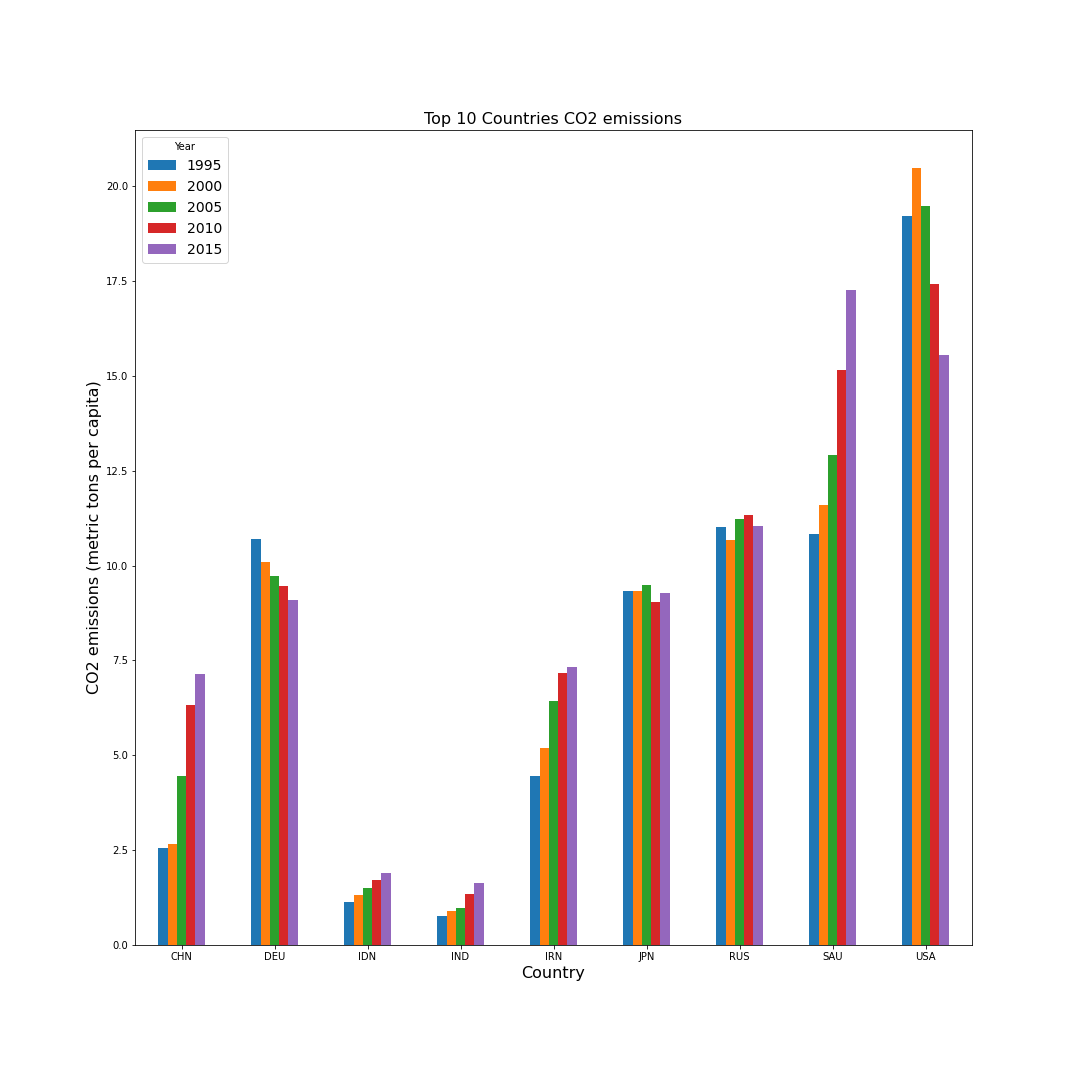 Top 10 Countries CO2 emissions
Year
1995
2000
2005
2010
2015
CO2 emissions (metric tons per capita)
20.0
17.5
15.0
12.5
10.0
7.5
5.0
2.5
0.0
CHN DEU IDN IND IRN JPN RUS SAU USA
Country